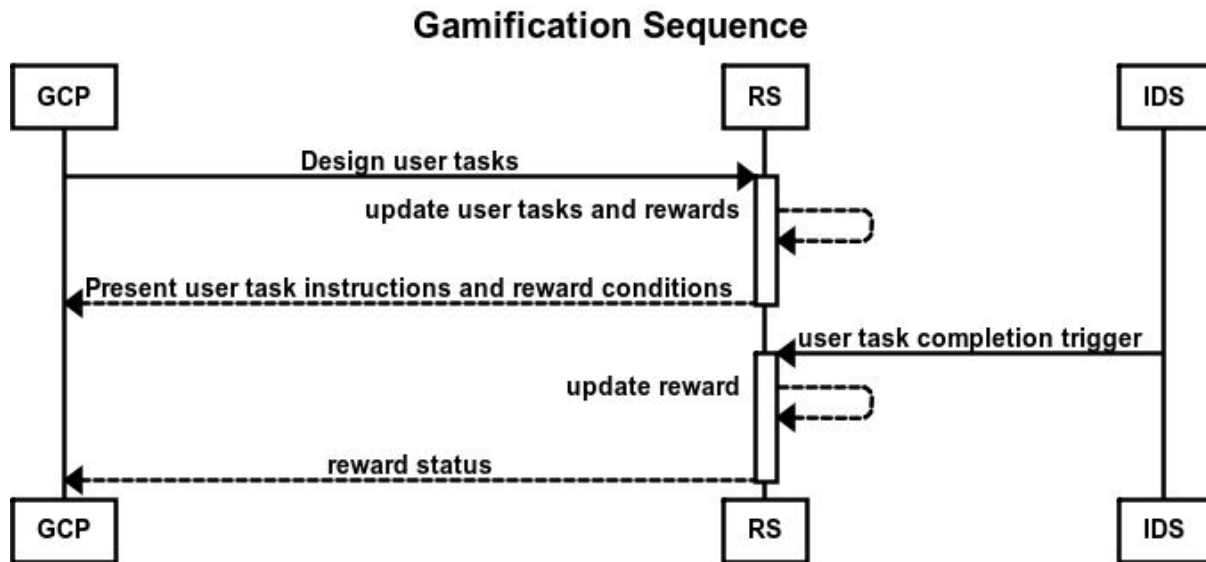 Gamification Sequence
GCP
RS
IDS
Design user tasks
update user tasks and rewards
Present user task instructions and reward conditions
user task completion trigger
update reward
reward status
GCP
RS
IDS